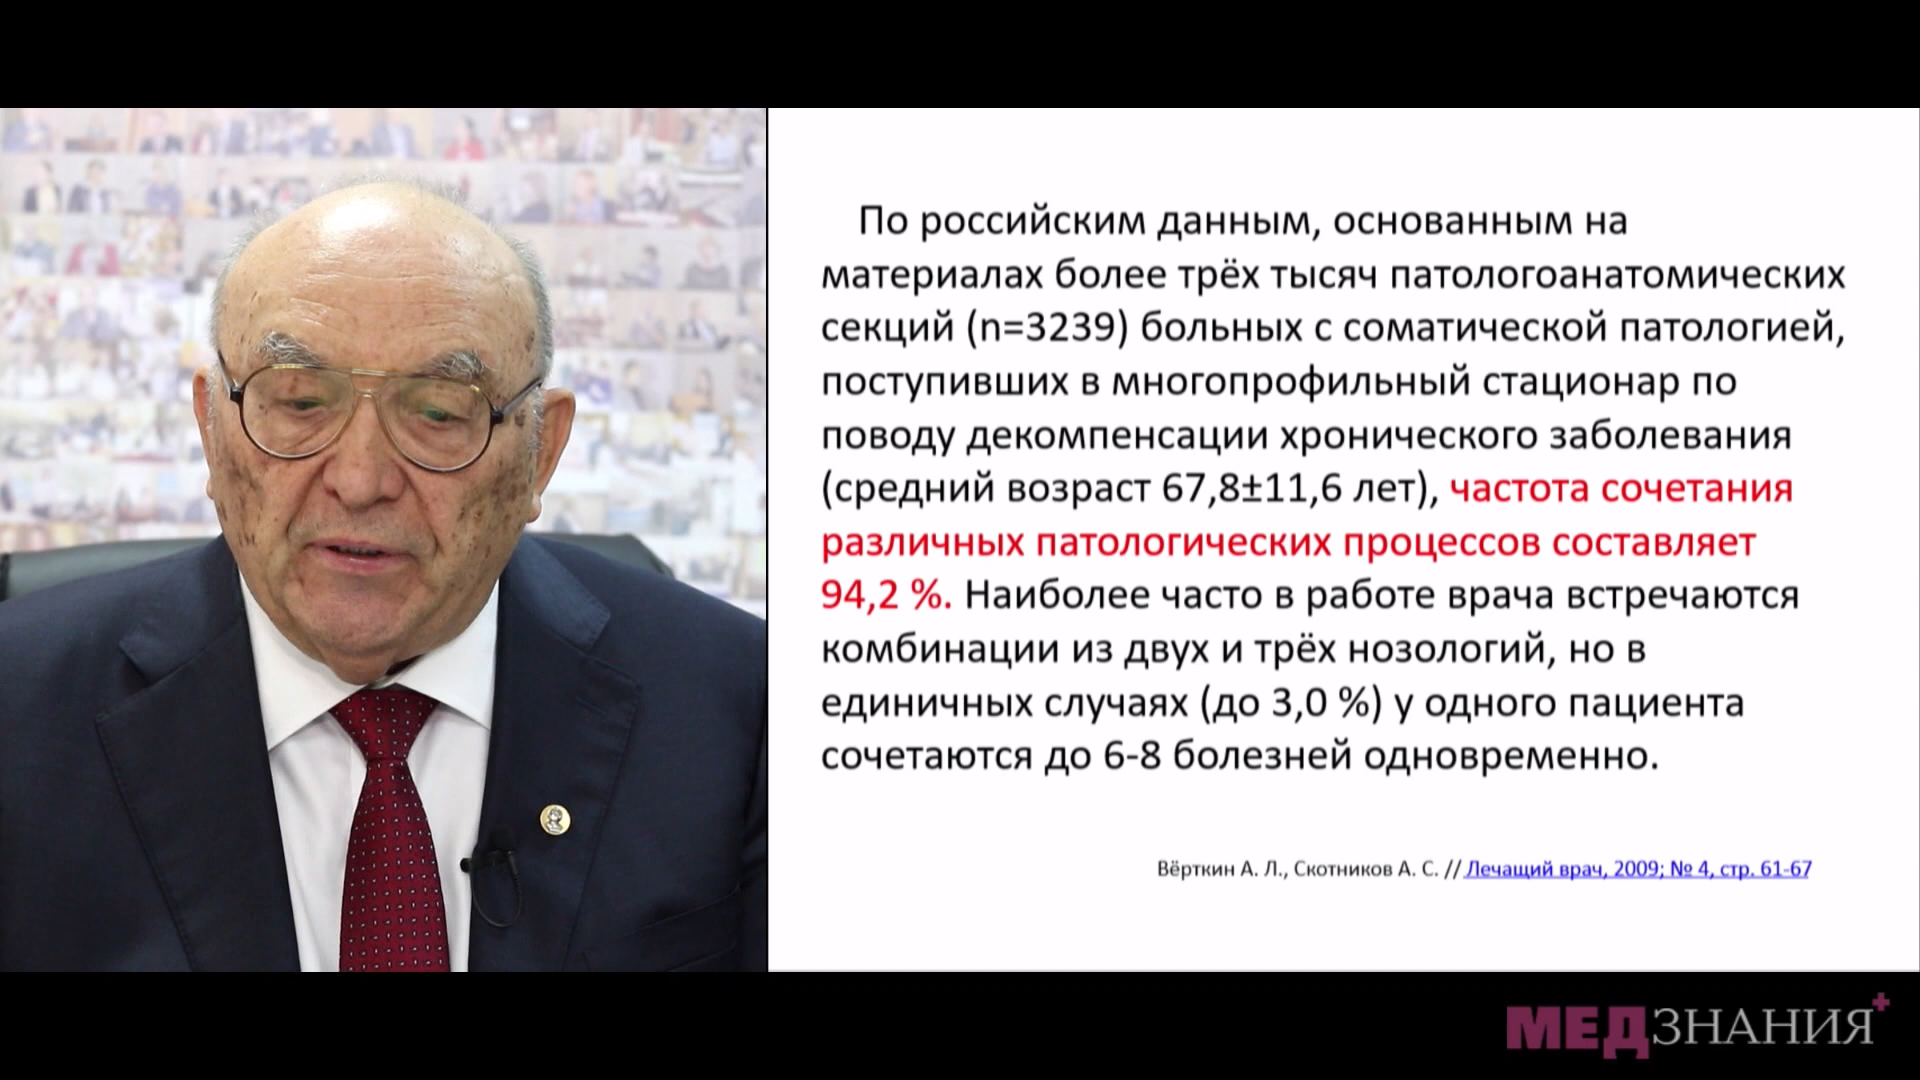 По российским данным, основанным на
материалах более трёх тысяч патологоанатомических
секций (n=3239) больных с соматической патологией,
поступивших в многопрофильный стационар по
поводу декомпенсации хронического заболевания
(средний возраст 67,8±11,6 лет), частота сочетания
различных патологических процессов составляет
94,2 %. Наиболее часто в работе врача встречаются
комбинации из двух и трёх нозологий, но в
единичных случаях (до 3,0 %) у одного пациента
сочетаются до 6-8 болезней одновременно.
Вёрткин А. Л., Скотников А. С. // Лечащий врач, 2009; № 4, стр. 61-67
МЕДЗНАНИЯ+